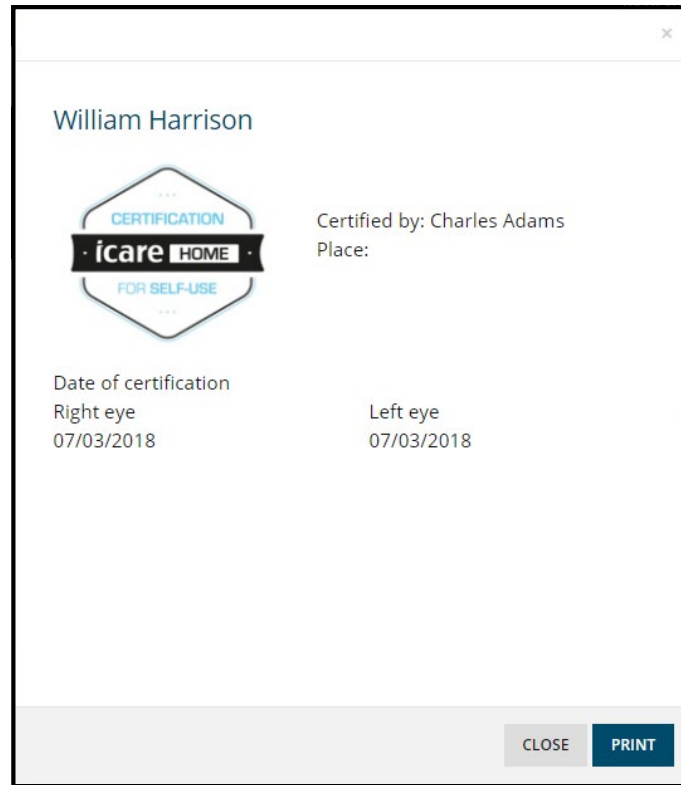 ×
William Harrison
CERTIFICATION
· icare HOME ·
FOR SELF-USE
Certified by: Charles Adams
Place:
Date of certification
Right eye Left eye
07/03/2018 07/03/2018
CLOSE PRINT